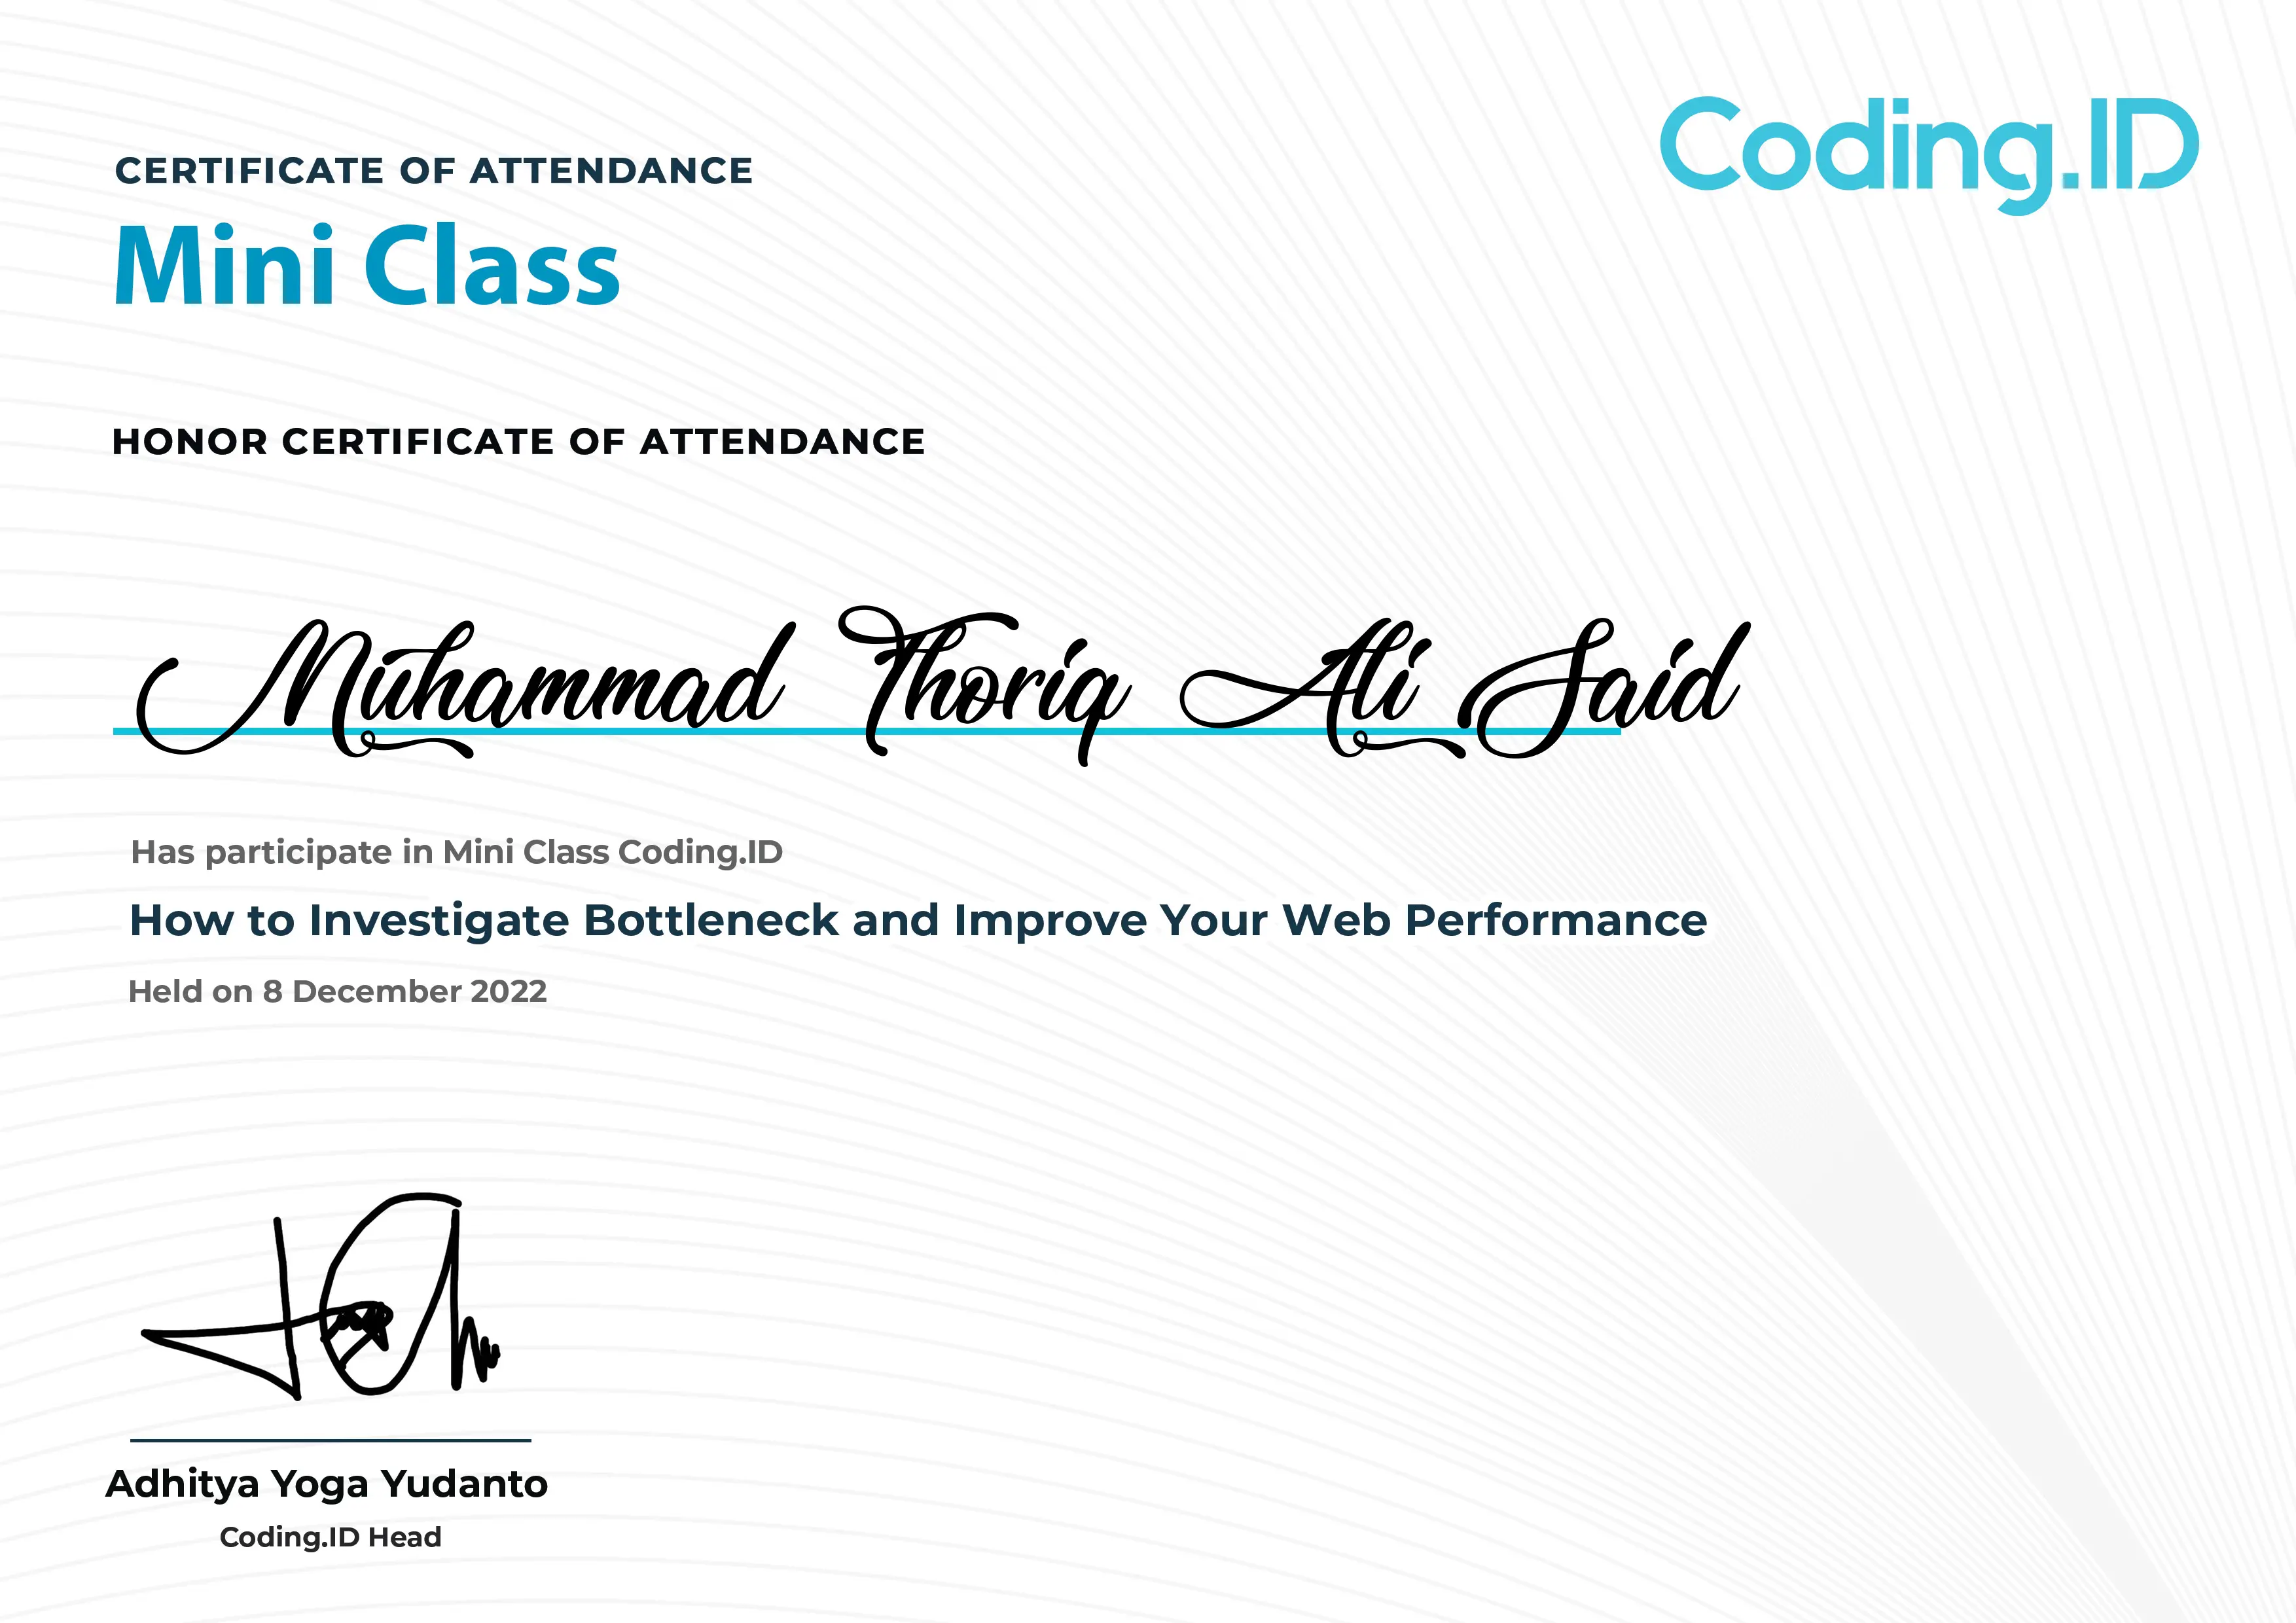 Coding.ID
CERTIFICATE OF ATTENDANCE
Mini Class
HONOR CERTIFICATE OF ATTENDANCE
Muhammad Thoriq Ali Said
Has participate in Mini Class Coding.ID
How to Investigate Bottleneck and Improve Your Web Performance
Held on 8 December 2022
Adhitya Yoga Yudanto
Coding.ID Head